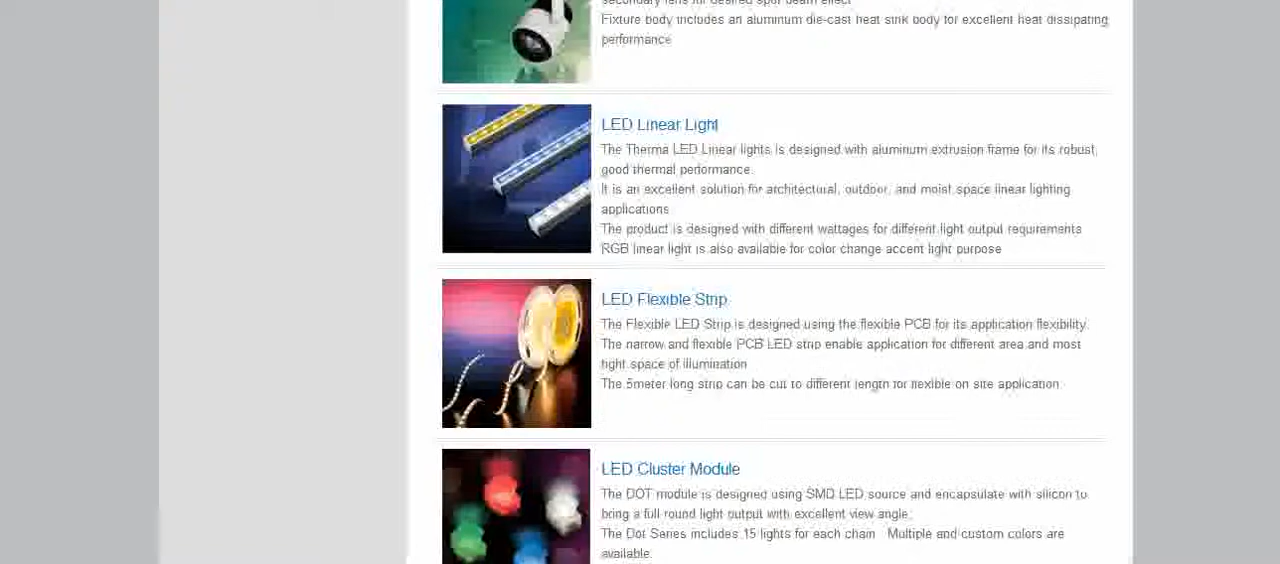 secondary lens for desired spot beam effect
Fixture body includes an aluminum die-cast heat sink body for excellent heat dissipating
performance
LED Linear Light
The Therma LED Linear lights is designed with aluminum extrusion frame for its robust,
good thermal performance.
It is an excellent solution for architectural, outdoor, and moist space linear lighting
applications
The product is designed with different wattages for different light output requirements
RGB linear light is also available for color change accent light purpose
LED Flexible Strip
The Flexible LED Strip is designed using the flexible PCB for its application flexibility.
The narrow and flexible PCB LED strip enable application for different area and most
tight space of illumination
The 5meter long strip can be cut to different length for flexible on site application
LED Cluster Module
The DOT module is designed using SMD LED source and encapsulate with silicon to
bring a full round light output with excellent view angle.
The Dot Series includes 15 lights for each chain Multiple and custom colors are
available.